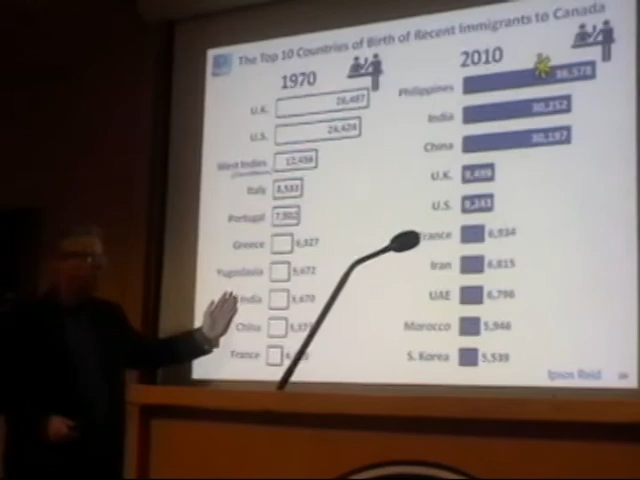 The Top 10 Countries of Birth of Recent Immigrants to Canada
1970
U.K. 26,497
U.S. 24,424
West Indies 12,456
Italy 8,533
Portugal 7,902
Greece 6,327
Yugoslavia 5,672
India 5,670
China
France
2010
Philippines 36,578
India 30,252
China 30,197
U.K. 9,499
U.S. 9,243
France 6,934
Iran 6,815
UAE 6,796
Morocco 5,946
S. Korea 5,539
Ipsos Reid